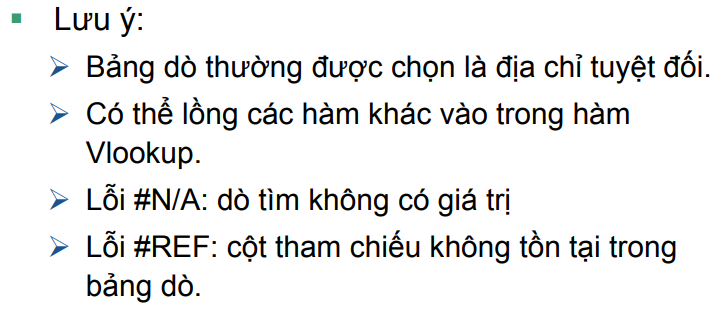 Lưu ý:
Bảng dò thường được chọn là địa chỉ tuyệt đối.
Có thể lồng các hàm khác vào trong hàm
Vlookup.
Lỗi #N/A: dò tìm không có giá trị
Lỗi #REF: cột tham chiếu không tồn tại trong
bảng dò.